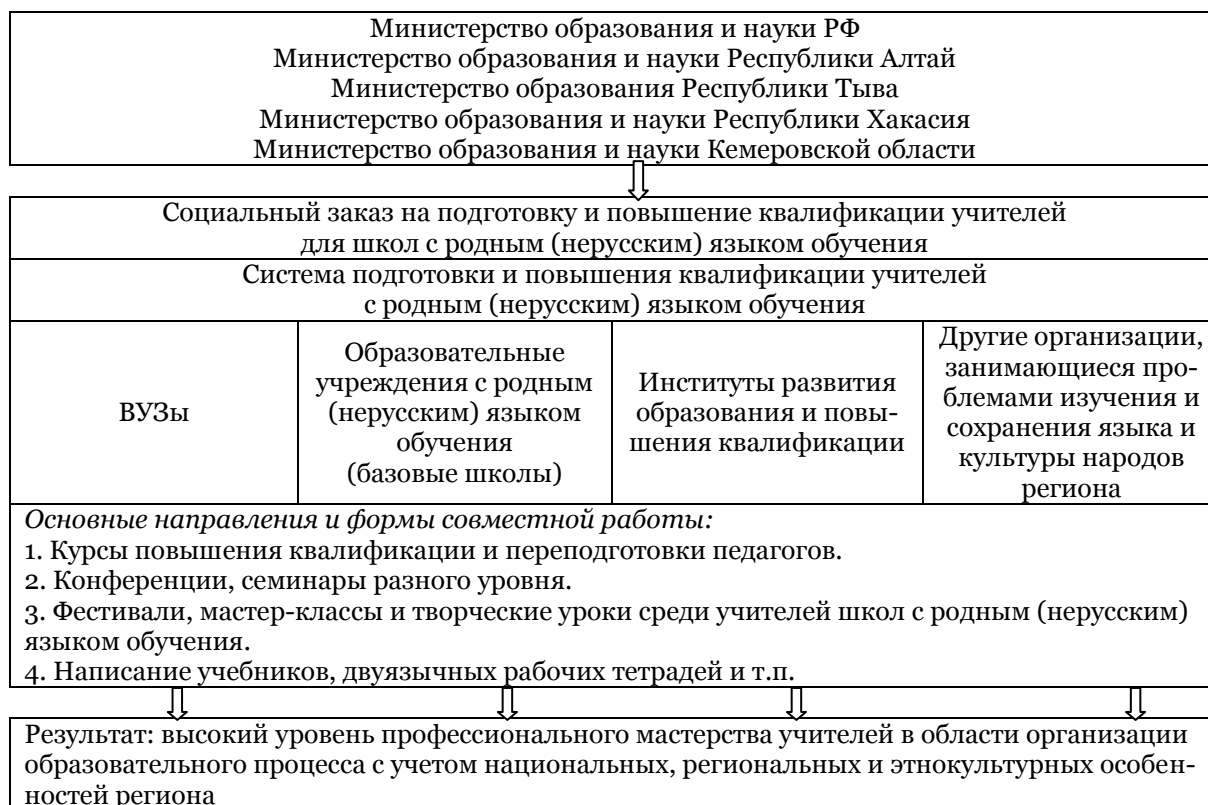 Министерство образования и науки РФ
Министерство образования и науки Республики Алтай
Министерство образования Республики Тыва
Министерство образования и науки Республики Хакасия
Министерство образования и науки Кемеровской области
Социальный заказ на подготовку и повышение квалификации учителей
для школ с родным (нерусским) языком обучения
Система подготовки и повышения квалификации учителей
с родным (нерусским) языком обучения
ВУЗы
Образовательные
учреждения с родным
(нерусским) языком
обучения
(базовые школы)
Институты развития
образования и повы-
шения квалификации
Другие организации,
занимающиеся про-
блемами изучения и
сохранения языка и
культуры народов
региона
Основные направления и формы совместной работы:
1. Курсы повышения квалификации и переподготовки педагогов.
2. Конференции, семинары разного уровня.
3. Фестивали, мастер-классы и творческие уроки среди учителей школ с родным (нерусским)
языком обучения.
4. Написание учебников, двуязычных рабочих тетрадей и т.п.
Результат: высокий уровень профессионального мастерства учителей в области организации
образовательного процесса с учетом национальных, региональных и этнокультурных особен-
ностей региона